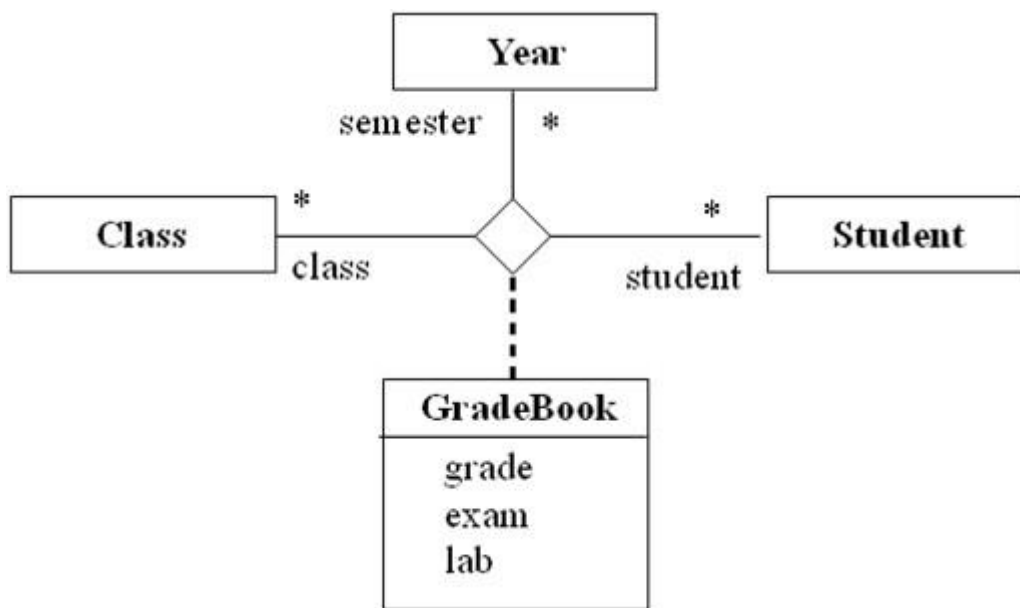 Year
semester *
* *
Class Student
class student
GradeBook
grade
exam
lab